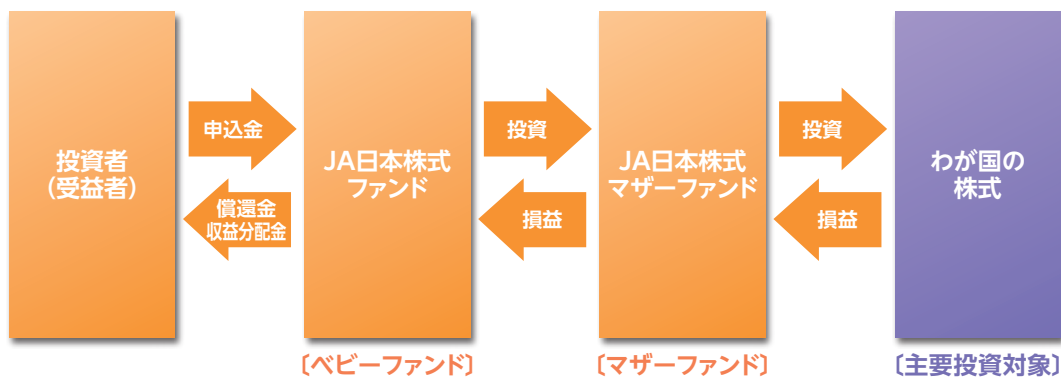 投資者
(受益者)
申込金
償還金
収益分配金
JA日本株式
ファンド
投資
損益
JA日本株式
マザーファンド
投資
損益
わが国の
株式
〔ベビーファンド〕
〔マザーファンド〕
〔主要投資対象〕